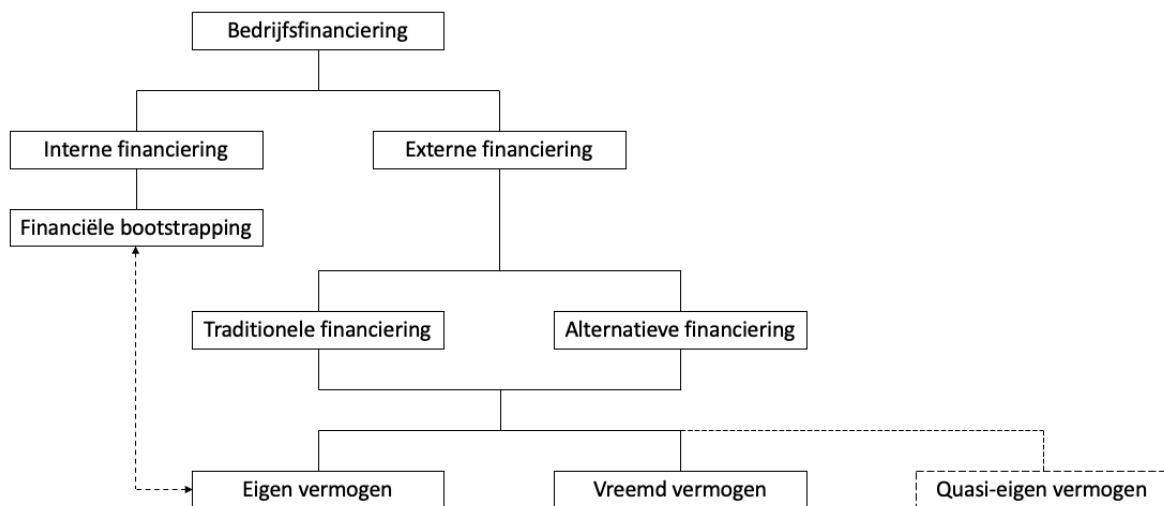 Bedrijfsfinanciering
Interne financiering
Externe financiering
Financiële bootstrapping
Traditionele financiering
Alternatieve financiering
Eigen vermogen
Vreemd vermogen
Quasi-eigen vermogen